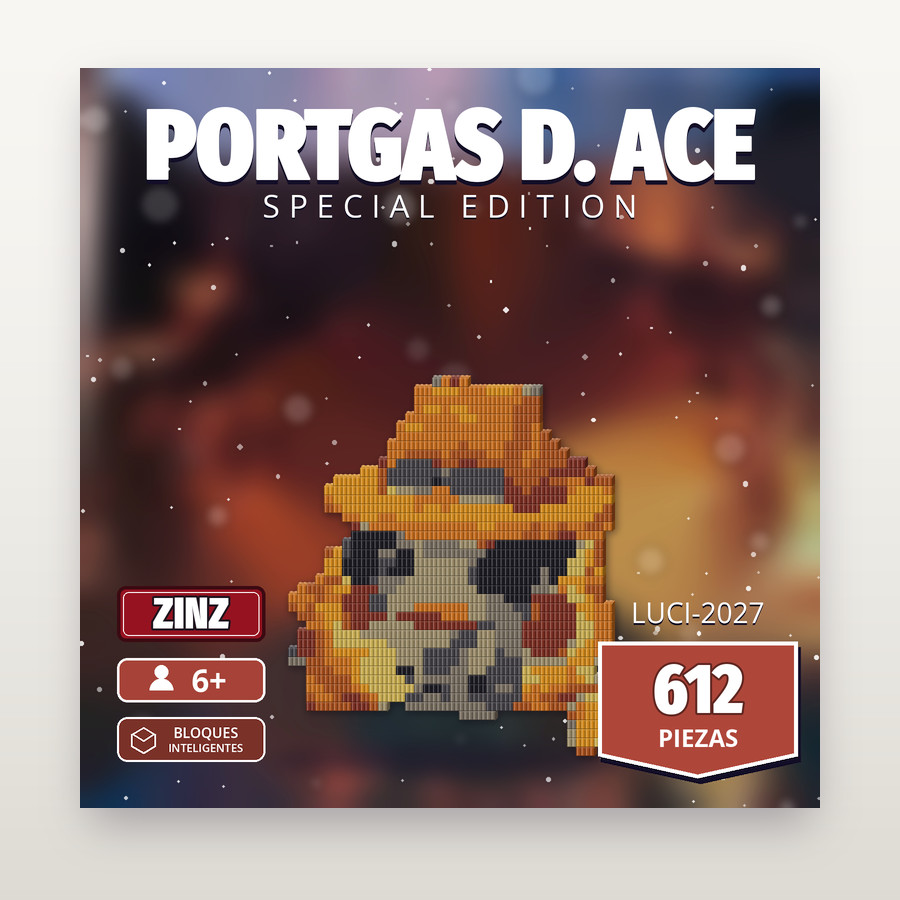 PORTGAS D. ACE
SPECIAL EDITION
ZINZ
6+
BLOQUES
INTELIGENTES
LUCI-2027
612
PIEZAS